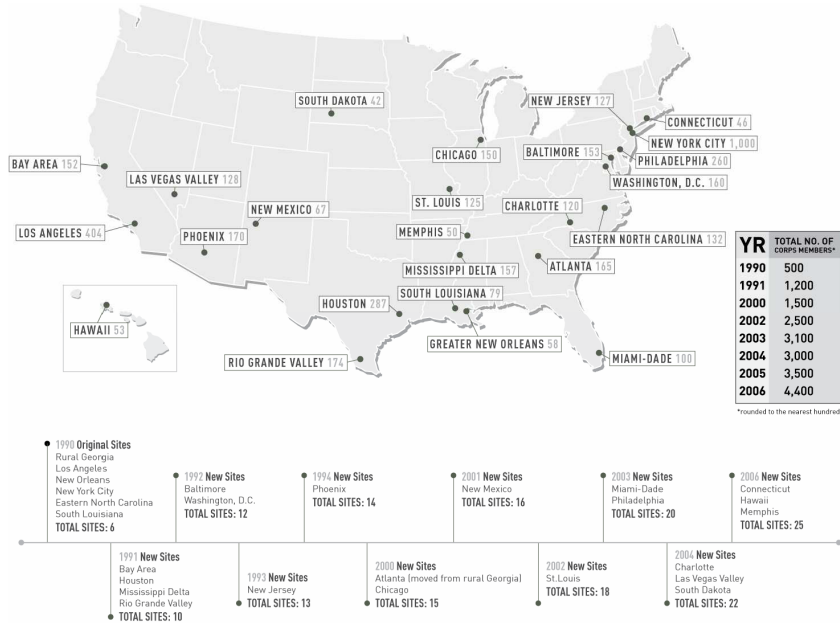 SOUTH DAKOTA 42
NEW JERSEY 127
CONNECTICUT 46
NEW YORK CITY 1,000
CHICAGO 150
BALTIMORE 153
PHILADELPHIA 260
BAY AREA 152
WASHINGTON, D.C. 160
LAS VEGAS VALLEY 128
ST. LOUIS 125
CHARLOTTE 120
NEW MEXICO 67
LOS ANGELES 404
PHOENIX 170
MEMPHIS 50
EASTERN NORTH CAROLINA 132
MISSISSIPPI DELTA 157
ATLANTA 165
SOUTH LOUISIANA 79
HOUSTON 287
HAWAII 53
GREATER NEW ORLEANS 58
RIO GRANDE VALLEY 174
MIAMI-DADE 100
YR TOTAL NO. OF
CORPS MEMBERS*
1990 500
1991 1,200
2000 1,500
2002 2,500
2003 3,100
2004 3,000
2005 3,500
2006 4,400
*rounded to the nearest hundred
1990 Original Sites
Rural Georgia
Los Angeles
New Orleans
New York City
Eastern North Carolina
South Louisiana
TOTAL SITES: 6
1991 New Sites
Bay Area
Houston
Mississippi Delta
Rio Grande Valley
TOTAL SITES: 10
1992 New Sites
Baltimore
Washington, D.C.
TOTAL SITES: 12
1993 New Sites
New Jersey
TOTAL SITES: 13
1994 New Sites
Phoenix
TOTAL SITES: 14
2000 New Sites
Atlanta (moved from rural Georgia)
Chicago
TOTAL SITES: 15
2001 New Sites
New Mexico
TOTAL SITES: 16
2002 New Sites
St.Louis
TOTAL SITES: 18
2003 New Sites
Miami-Dade
Philadelphia
TOTAL SITES: 20
2004 New Sites
Charlotte
Las Vegas Valley
South Dakota
TOTAL SITES: 22
2006 New Sites
Connecticut
Hawaii
Memphis
TOTAL SITES: 25